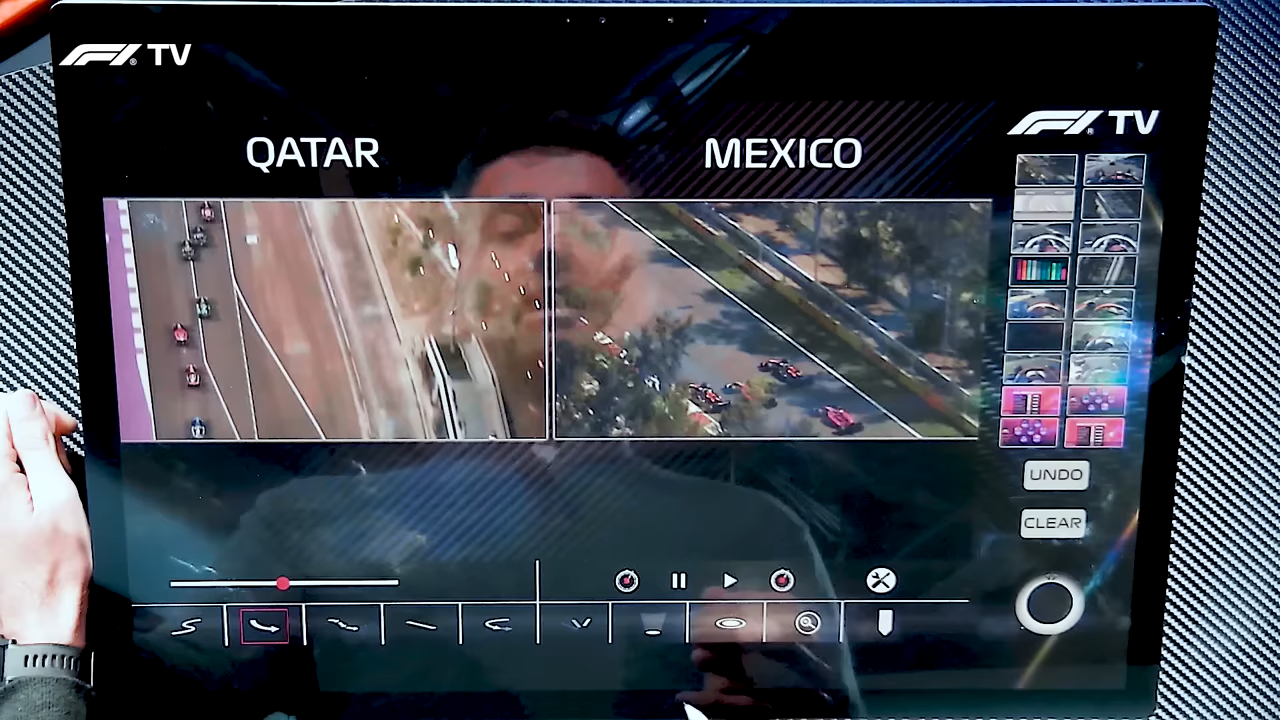 F1 TV
F1 TV
QATAR
MEXICO
UNDO
CLEAR